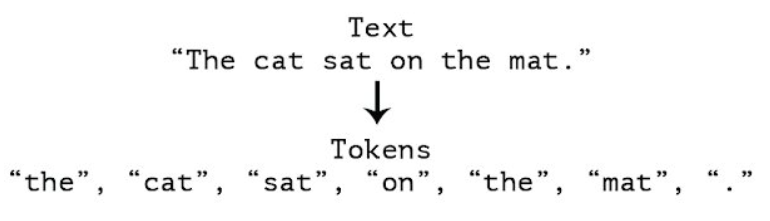 Text
“The cat sat on the mat.”
Tokens
“the”, “cat”, “sat”, “on”, “the”, “mat”, “.”